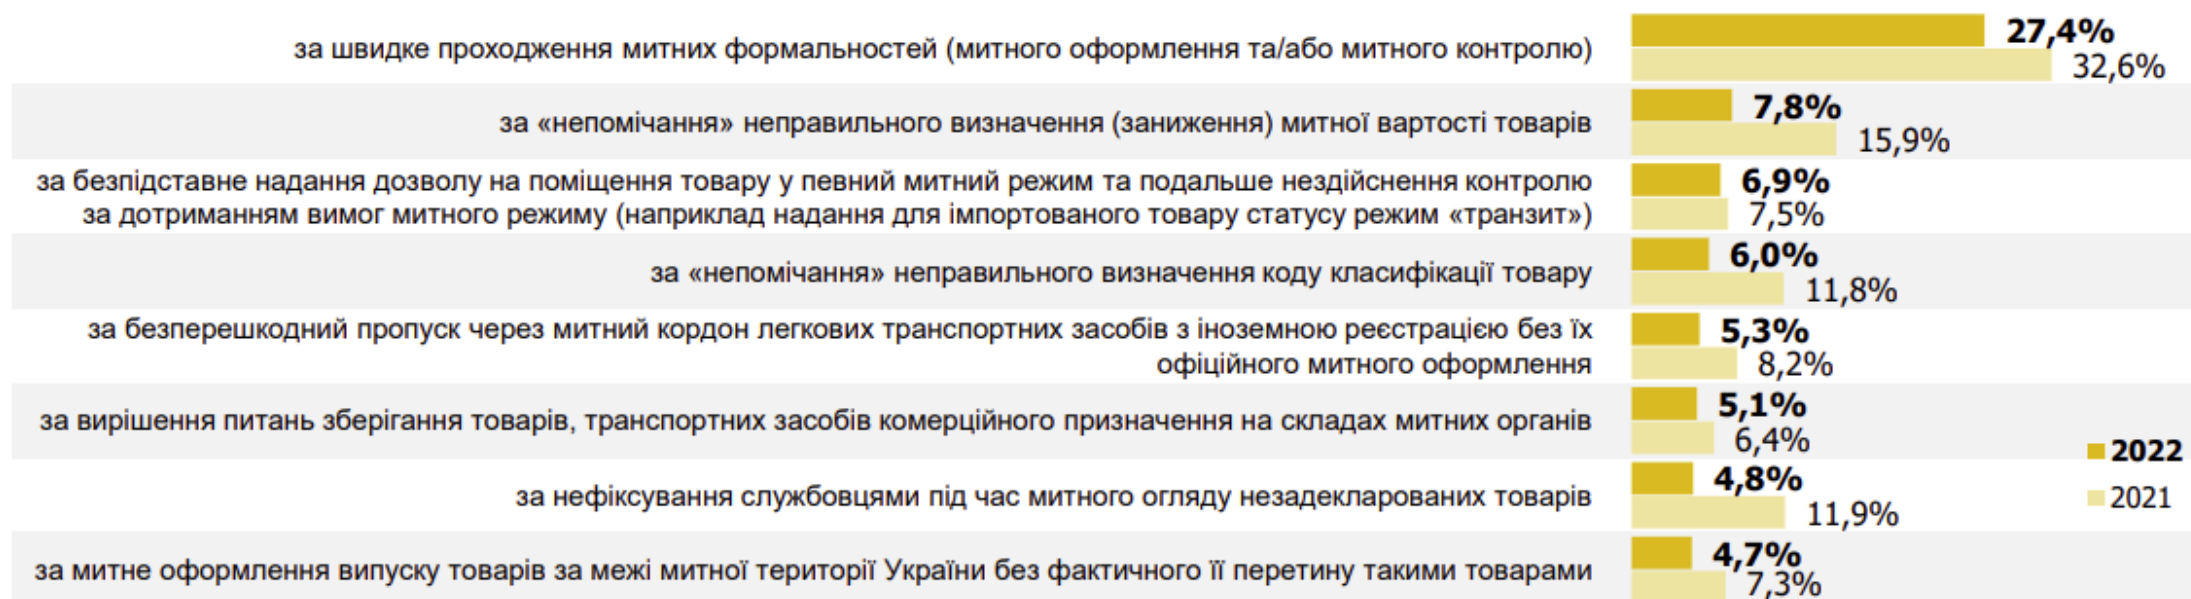 за швидке проходження митних формальностей (митного оформлення та/або митного контролю)
27,4%
32,6%
за «непомічання» неправильного визначення (заниження) митної вартості товарів
7,8%
15,9%
за безпідставне надання дозволу на поміщення товару у певний митний режим та подальше нездійснення контролю
за дотриманням вимог митного режиму (наприклад надання для імпортованого товару статусу режим «транзит»)
6,9%
7,5%
за «непомічання» неправильного визначення коду класифікації товару
6,0%
11,8%
за безперешкодний пропуск через митний кордон легкових транспортних засобів з іноземною реєстрацією без їх
офіційного митного оформлення
5,3%
8,2%
за вирішення питань зберігання товарів, транспортних засобів комерційного призначення на складах митних органів
5,1%
6,4%
за нефіксування службовцями під час митного огляду незадекларованих товарів
4,8%
11,9%
за митне оформлення випуску товарів за межі митної території України без фактичного її перетину такими товарами
4,7%
7,3%
2022
2021